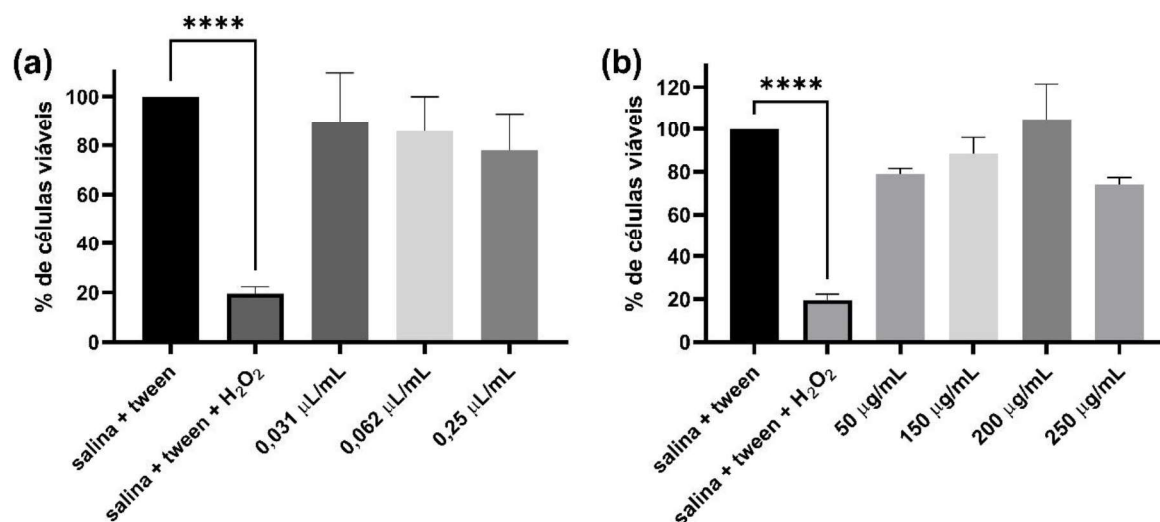 (a)
****
% de células viáveis
100
80
60
40
20
0
salina + tween
salina + tween + H₂O₂
0,031 μL/mL
0,062 μL/mL
0,25 μL/mL
(b)
****
% de células viáveis
120
100
80
60
40
20
0
salina + tween
salina + tween + H₂O₂
50 μg/mL
150 μg/mL
200 μg/mL
250 μg/mL